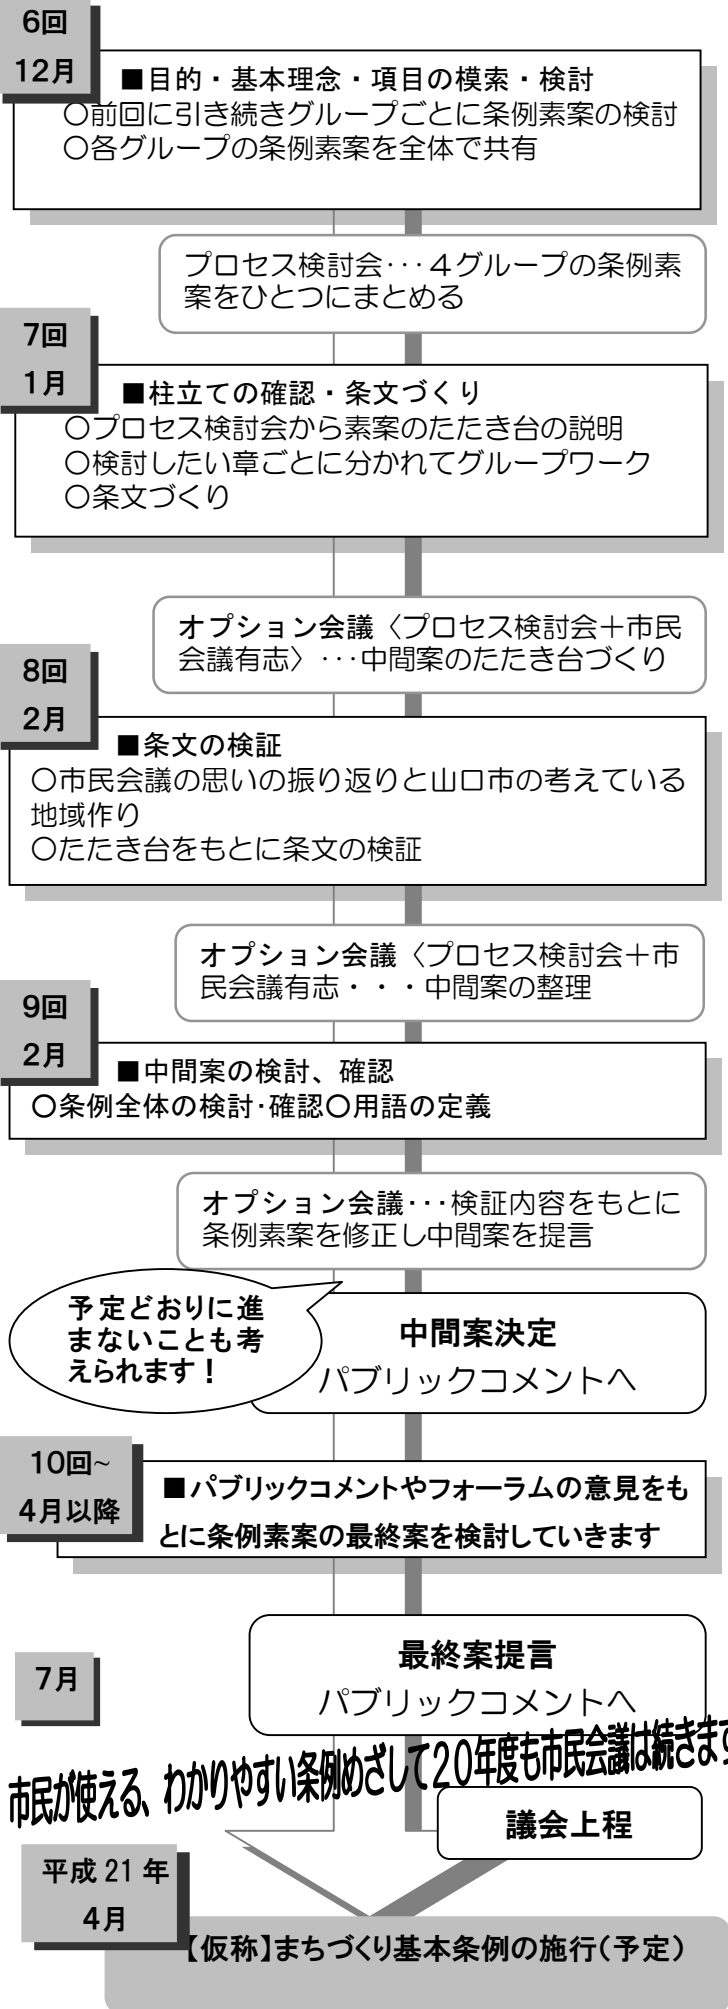 6回
12月
■目的・基本理念・項目の模索・検討
○前回に引き続きグループごとに条例素案の検討
○各グループの条例素案を全体で共有
プロセス検討会･･･４グループの条例素
案をひとつにまとめる
7回
1月
■柱立ての確認・条文づくり
○プロセス検討会から素案のたたき台の説明
○検討したい章ごとに分かれてグループワーク
○条文づくり
オプション会議〈プロセス検討会＋市民
会議有志〉･･･中間案のたたき台づくり
8回
2月
■条文の検証
○市民会議の思いの振り返りと山口市の考えている
地域作り
○たたき台をもとに条文の検証
オプション会議〈プロセス検討会＋市
民会議有志・・・中間案の整理
9回
2月
■中間案の検討、確認
○条例全体の検討･確認○用語の定義
オプション会議･･･検証内容をもとに
条例素案を修正し中間案を提言
予定どおりに進
まないことも考
えられます！
中間案決定
パブリックコメントへ
10回~
4月以降
■パブリックコメントやフォーラムの意見をも
とに条例素案の最終案を検討していきます
7月
最終案提言
パブリックコメントへ
市民が使える、わかりやすい条例めざして２０年度も市民会議は続きます
議会上程
平成 21 年
4月
【仮称】まちづくり基本条例の施行（予定）